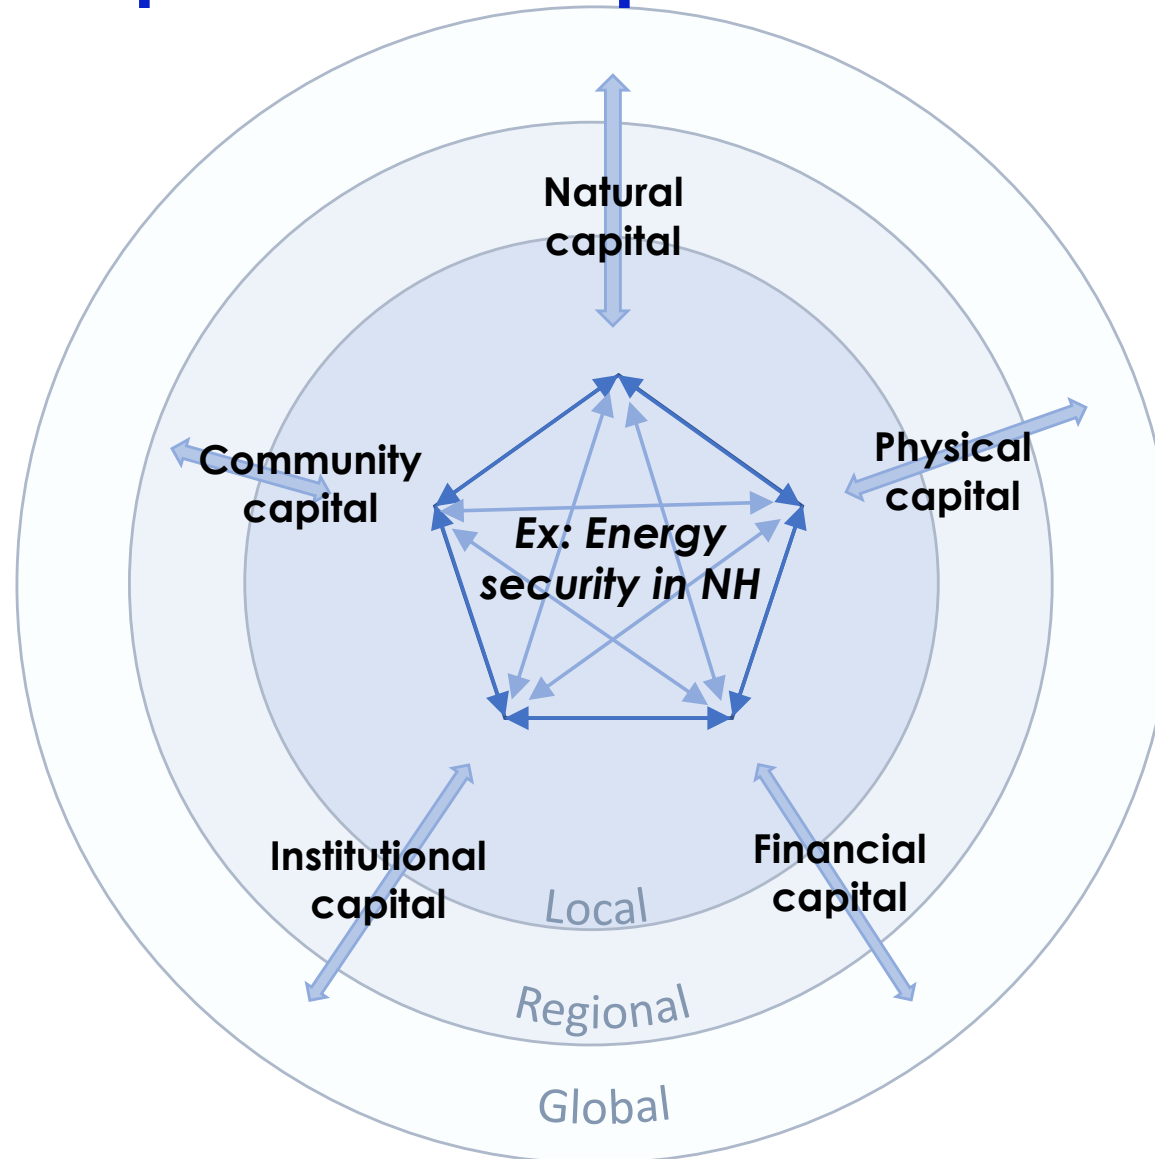 Natural
capital
Community
capital
Physical
capital
Ex: Energy
security in NH
Institutional
capital
Financial
capital
Local
Regional
Global